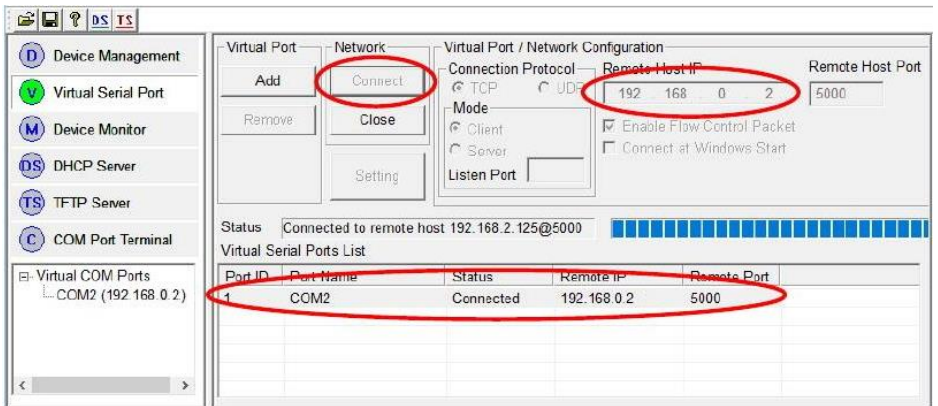 DS TS
D Device Management
V Virtual Serial Port
M Device Monitor
DS DHCP Server
TS TFTP Server
C COM Port Terminal
Virtual COM Ports
COM2 (192.168.0.2)
Virtual Port
Add
Remove
Network
Connect
Close
Setting
Virtual Port / Network Configuration
Connection Protocol
TCP UDP
Mode
Client
Server
Listen Port
Remote Host IP
192 . 168 . 0 . 2
Remote Host Port
5000
Enable Flow Control Packet
Connect at Windows Start
Status Connected to remote host 192.168.2.125@5000
Virtual Serial Ports List
Port ID Port Name Status Remote IP Remote Port
1 COM2 Connected 192.168.0.2 5000